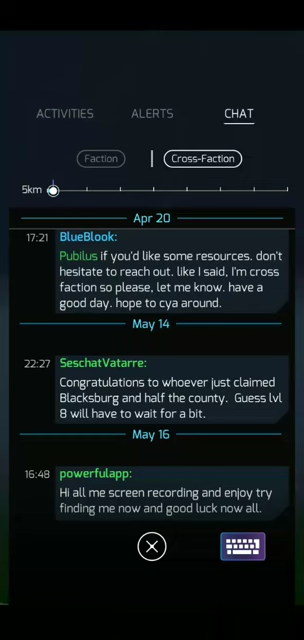 ACTIVITIES ALERTS CHAT
Faction | Cross-Faction
5km
Apr 20
17:21 BlueBlook:
Pubilus if you'd like some resources. don't
hesitate to reach out. like I said, I'm cross
faction so please, let me know. have a
good day. hope to cya around.
May 14
22:27 SeschatVatarre:
Congratulations to whoever just claimed
Blacksburg and half the county. Guess lvl
8 will have to wait for a bit.
May 16
16:48 powerfulapp:
Hi all me screen recording and enjoy try
finding me now and good luck now all.